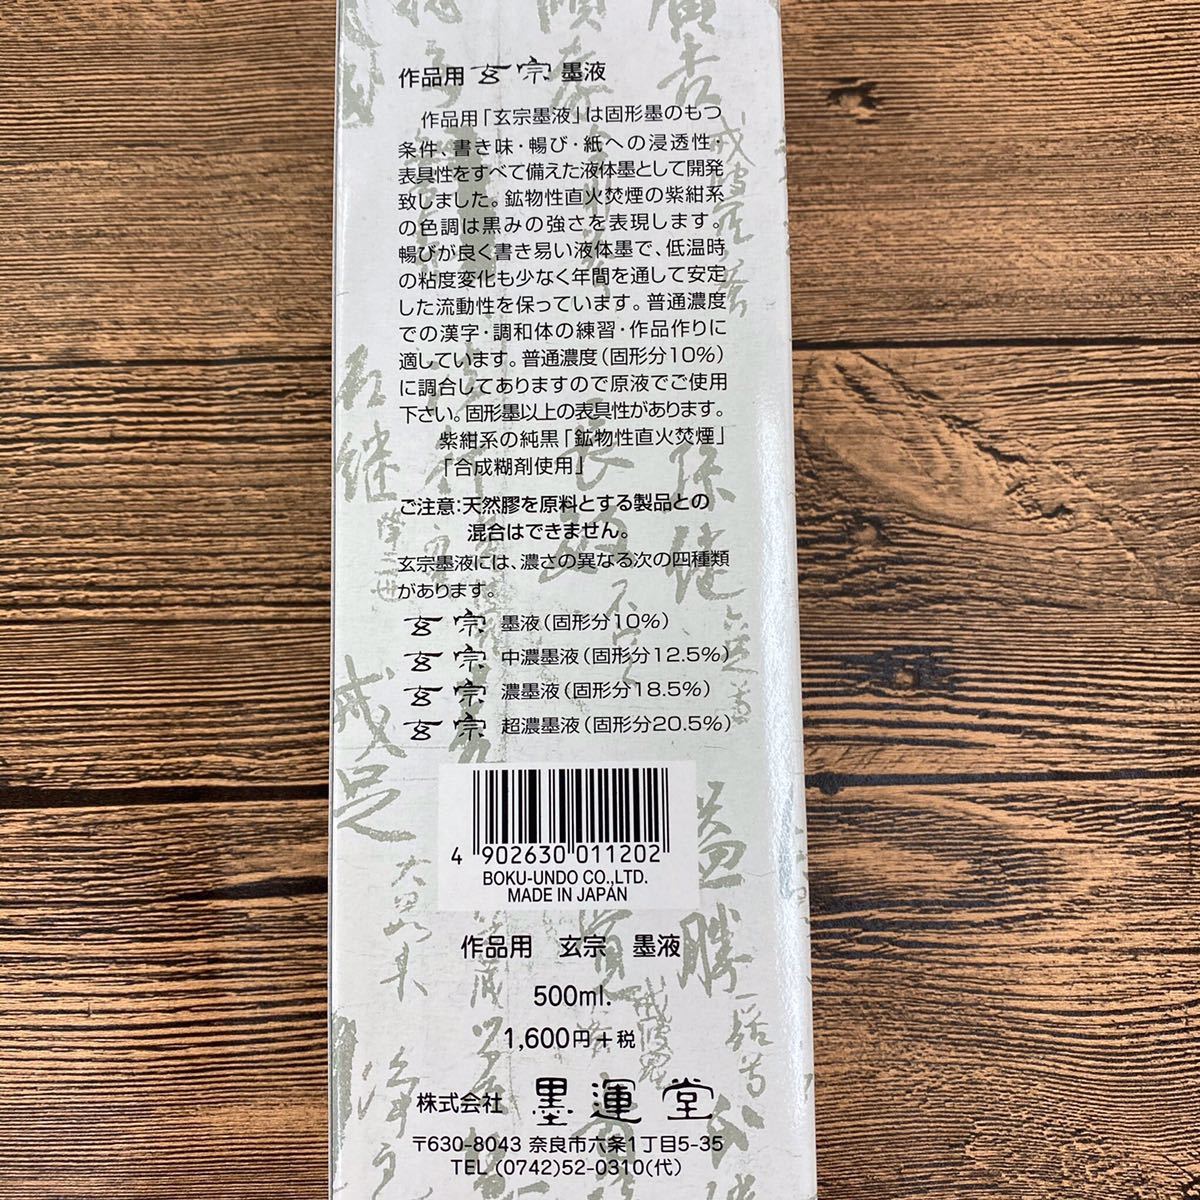 作品用 玄宗 墨液
作品用「玄宗墨液」は固形墨のもつ
条件、書き味・暢び・紙への浸透性・
表具性をすべて備えた液体墨として開発
致しました。鉱物性直火焚煙の紫紺系
の色調は黒みの強さを表現します。
暢びが良く書き易い液体墨で、低温時
の粘度変化も少なく年間を通して安定
した流動性を保っています。普通濃度
での漢字・調和体の練習・作品作りに
適しています。普通濃度(固形分10%)
に調合してありますので原液でご使用
下さい。固形墨以上の表具性があります。
紫紺系の純黒「鉱物性直火焚煙」
「合成糊剤使用」
ご注意:天然膠を原料とする製品との
混合はできません。
玄宗墨液には、濃さの異なる次の四種類
があります。
玄宗 墨液(固形分10%)
玄宗 中濃墨液(固形分12.5%)
玄宗 濃墨液(固形分18.5%)
玄宗 超濃墨液(固形分20.5%)
4 902630 011202
BOKU-UNDO CO.,LTD.
MADE IN JAPAN
作品用 玄宗 墨液
500ml.
1,600円+税
株式会社 墨運堂
〒630-8043 奈良市六条1丁目5-35
TEL (0742)52-0310(代)